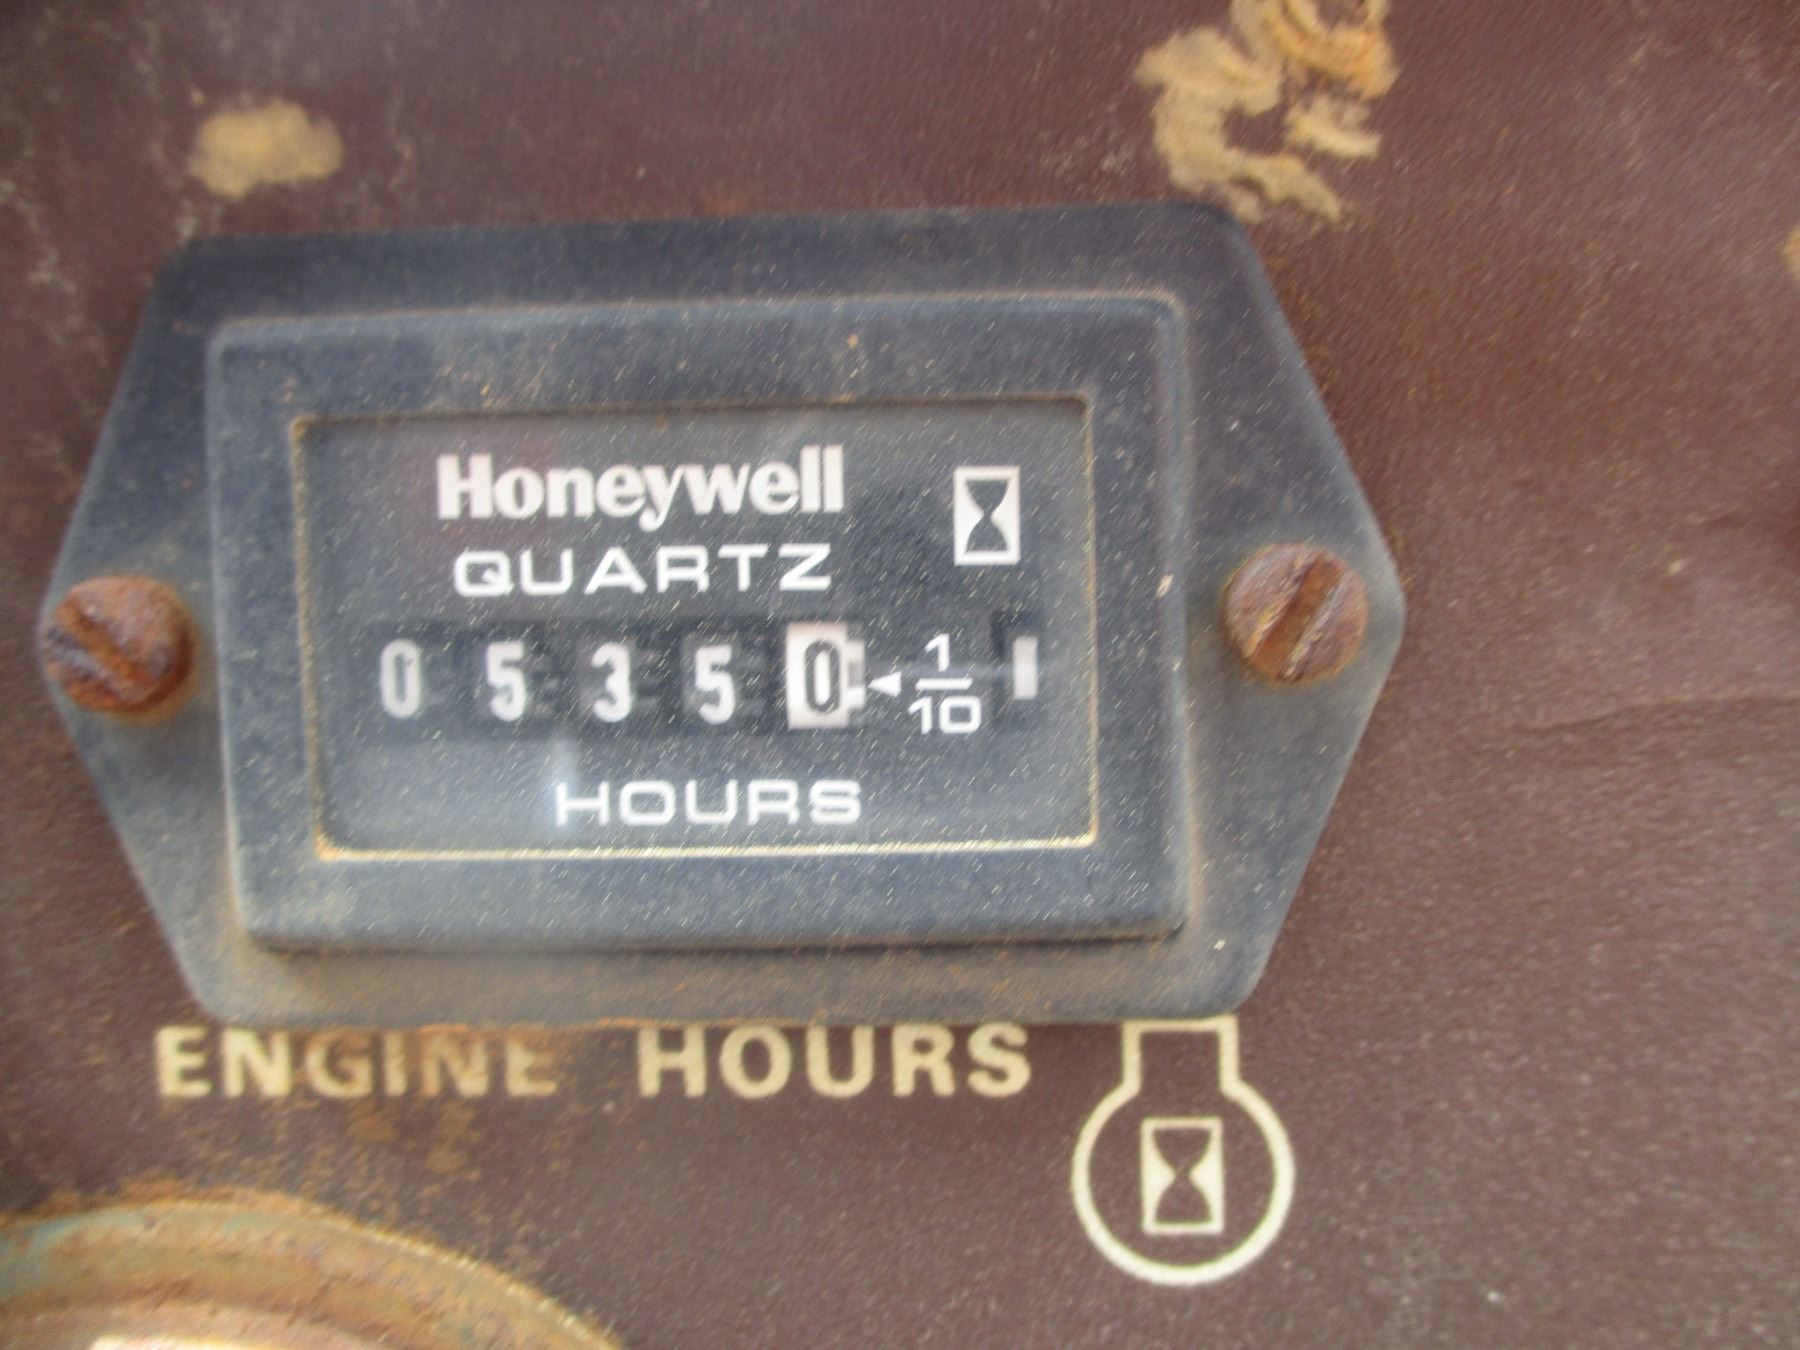 Honeywell
QUARTZ
0 5 3 5 0 ◄ 1/10
HOURS
ENGINE HOURS